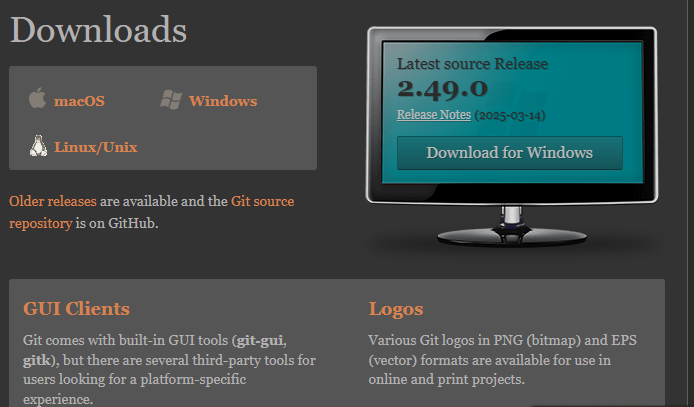 Downloads
macOS
Windows
Linux/Unix
Older releases are available and the Git source
repository is on GitHub.
Latest source Release
2.49.0
Release Notes (2025-03-14)
Download for Windows
GUI Clients
Git comes with built-in GUI tools (git-gui,
gitk), but there are several third-party tools for
users looking for a platform-specific
experience.
Logos
Various Git logos in PNG (bitmap) and EPS
(vector) formats are available for use in
online and print projects.